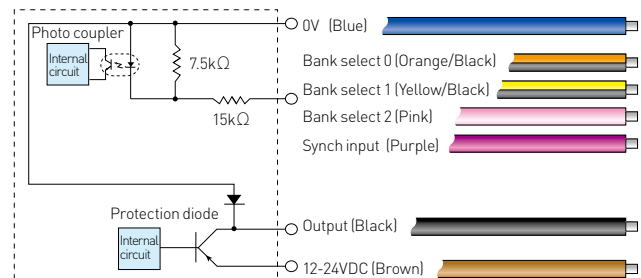 0V (Blue)
Photo coupler
Internal
circuit
7.5kΩ
Bank select 0 (Orange/Black)
Bank select 1 (Yellow/Black)
15kΩ
Bank select 2 (Pink)
Synch input (Purple)
Protection diode
Output (Black)
Internal
circuit
12-24VDC (Brown)